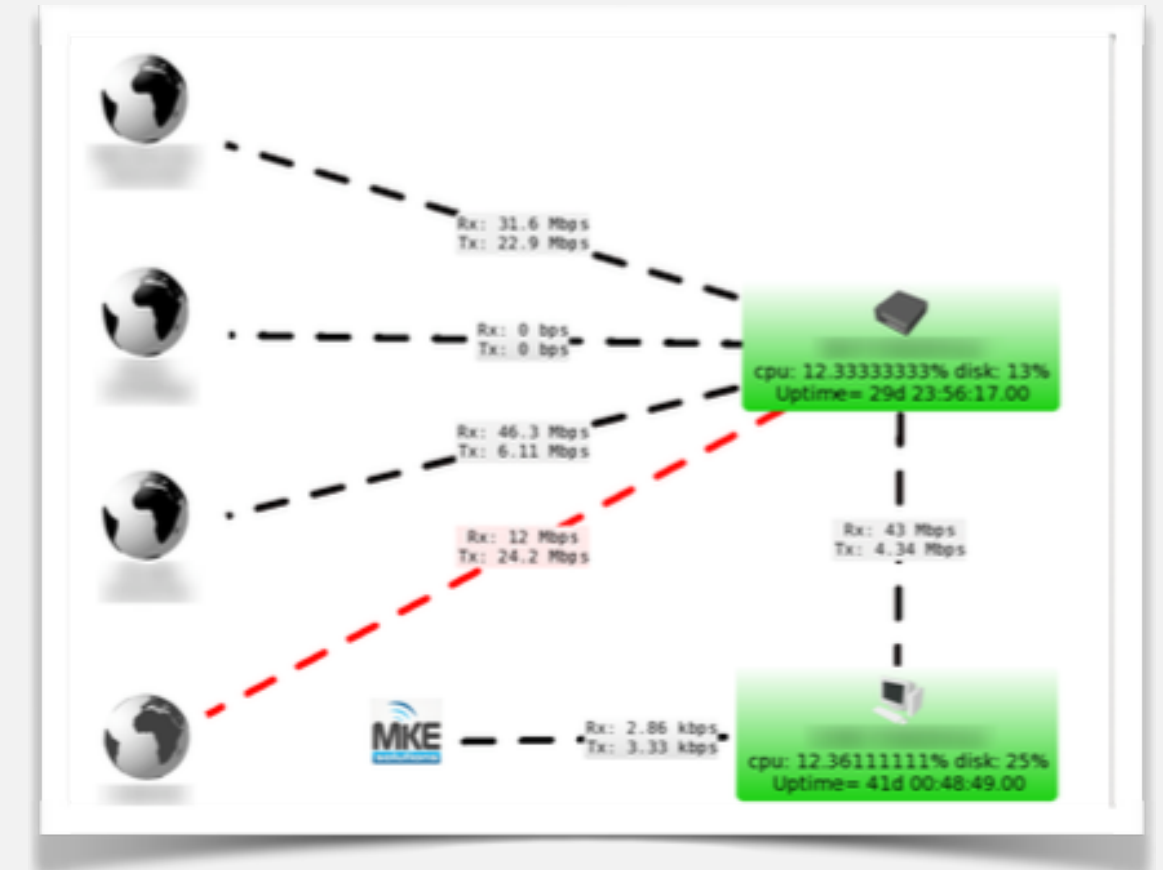 Rx: 31.6 Mbps
Tx: 22.9 Mbps
Rx: 0 bps
Tx: 0 bps
cpu: 12.33333333% disk: 13%
Uptime= 29d 23:56:17.00
Rx: 46.3 Mbps
Tx: 6.11 Mbps
Rx: 12 Mbps
Tx: 24.2 Mbps
Rx: 43 Mbps
Tx: 4.34 Mbps
MKE
solutions
Rx: 2.86 kbps
Tx: 3.33 kbps
cpu: 12.36111111% disk: 25%
Uptime= 41d 00:48:49.00